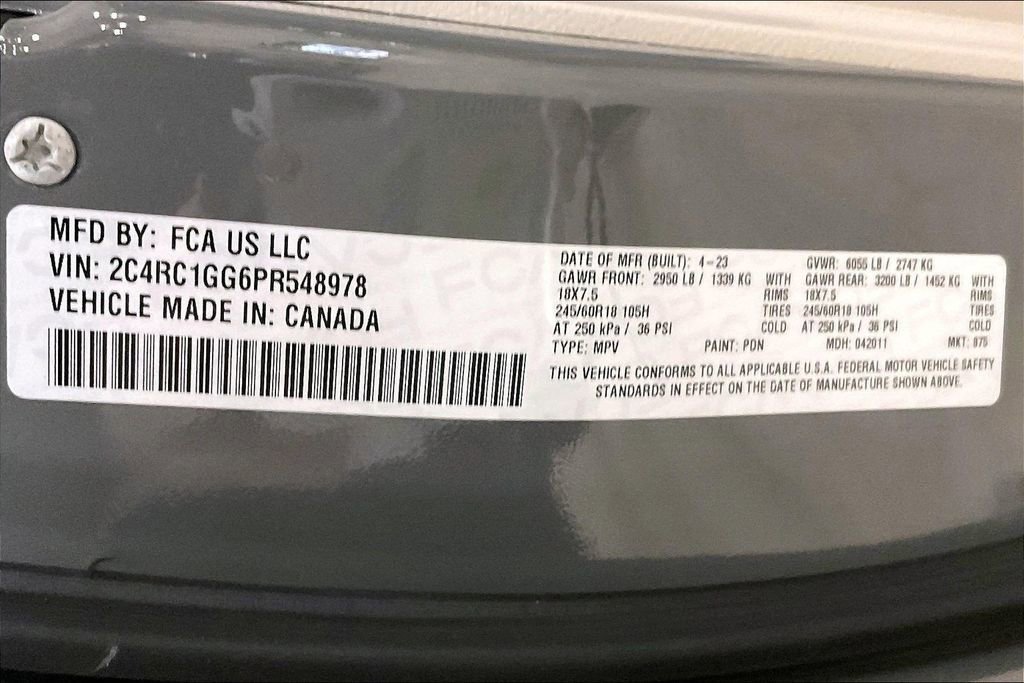 MFD BY: FCA US LLC
VIN: 2C4RC1GG6PR548978
VEHICLE MADE IN: CANADA
DATE OF MFR (BUILT): 4-23 GVWR: 6055 LB / 2747 KG
GAWR FRONT: 2950 LB / 1339 KG WITH GAWR REAR: 3200 LB / 1452 KG WITH
18X7.5 RIMS 18X7.5 RIMS
245/60R18 105H TIRES 245/60R18 105H TIRES
AT 250 kPa / 36 PSI COLD AT 250 kPa / 36 PSI COLD
TYPE: MPV PAINT: PDN MDH: 042011 MKT: 875
THIS VEHICLE CONFORMS TO ALL APPLICABLE U.S.A. FEDERAL MOTOR VEHICLE SAFETY
STANDARDS IN EFFECT ON THE DATE OF MANUFACTURE SHOWN ABOVE.